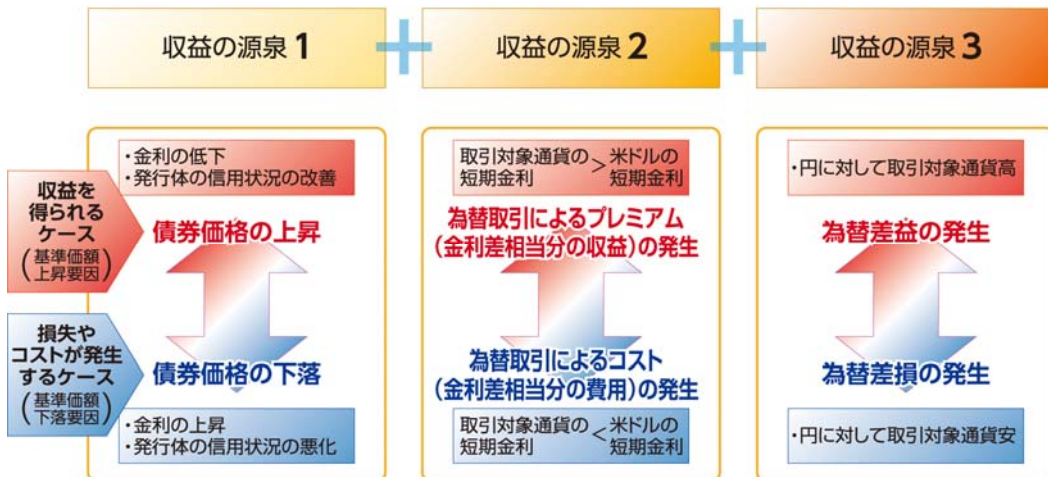 収益の源泉1
+
収益の源泉2
+
収益の源泉3
収益を
得られる
ケース
(基準価額
上昇要因)
・金利の低下
・発行体の信用状況の改善
債券価格の上昇
取引対象通貨の
短期金利
>
米ドルの
短期金利
為替取引によるプレミアム
(金利差相当分の収益)の発生
・円に対して取引対象通貨高
為替差益の発生
損失や
コストが発生
するケース
(基準価額
下落要因)
債券価格の下落
・金利の上昇
・発行体の信用状況の悪化
為替取引によるコスト
(金利差相当分の費用)の発生
取引対象通貨の
短期金利
<
米ドルの
短期金利
為替差損の発生
・円に対して取引対象通貨安